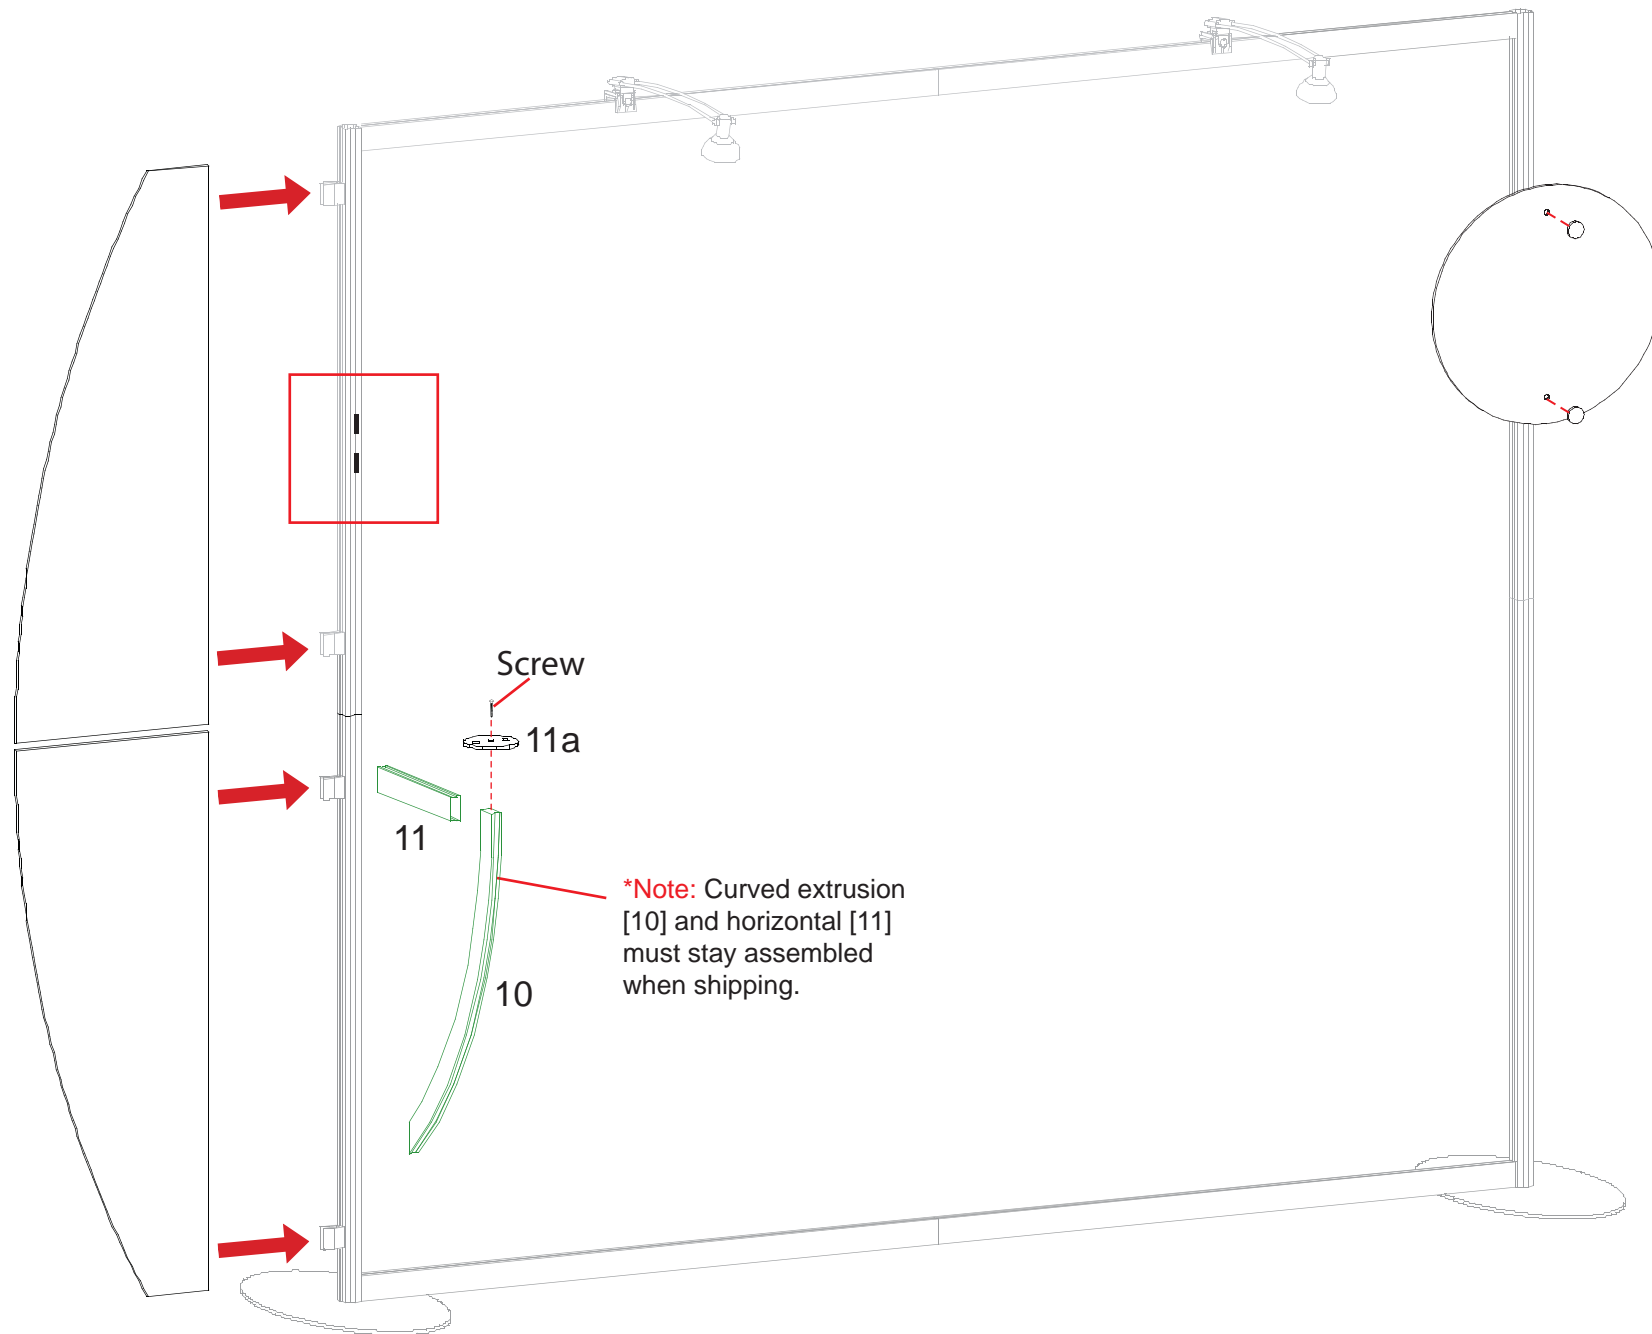 Screw
11a
11
*Note: Curved extrusion
[10] and horizontal [11]
must stay assembled
when shipping.
10